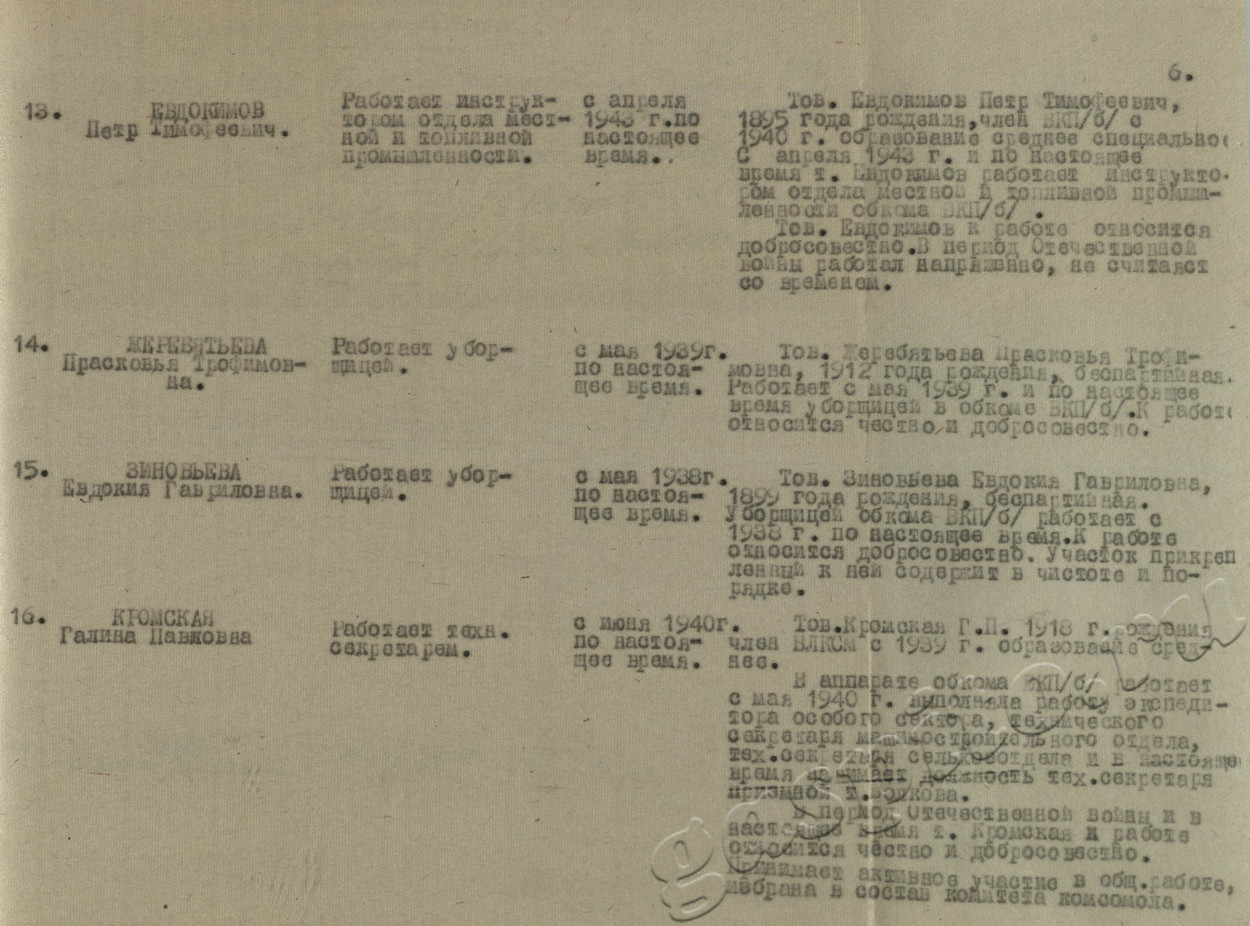 6.
13. ЕВДОКИМОВ
Петр Тимофеевич.
Работает инструк-
тором отдела мест-
ной и топливной
промышленности.
с апреля
1943 г.по
настоящее
время.
Тов. Евдокимов Петр Тимофеевич,
1895 года рождения,член ВКП/б/ с
1940 г. образование среднее специально
С апреля 1943 г. и по настоящее
время т. Евдокимов работает инструкто-
ром отдела местной и топливной промыш-
ленности обкома ВКП/б/ .
Тов. Евдокимов к работе относится
добросовестно.В период Отечественной
войны работал напряженно, не считаяст
со временем.
14. ЖЕРЕБЯТЬЕВА
Прасковья Трофимов-
на.
Работает убор-
щицей.
с мая 1939г.
по настоя-
щее время.
Тов. Жеребятьева Прасковья Трофи-
мовна, 1912 года рождения, беспартийная.
Работает с мая 1939 г. и по настоящее
время уборщицей в обкоме ВКП/б/.К работе
относится честно и добросовестно.
15. ЗИНОВЬЕВА
Евдокия Гавриловна.
Работает убор-
щицей.
с мая 1938г.
по настоя-
щее время.
Тов. Зиновьева Евдокия Гавриловна,
1899 года рождения, беспартийная.
Уборщицей обкома ВКП/б/ работает с
1938 г. по настоящее время.К работе
относится добросовестно. Участок прикреп
ленный к ней содержит в чистоте и по-
рядке.
16. КРОМСКАЯ
Галина Павловна
Работает техн.
секретарем.
с июня 1940г.
по настоя-
щее время.
Тов.Кромская Г.П. 1918 г.рождения
член ВЛКСМ с 1939 г. образование сред-
нее.
В аппарате обкома ВКП/б/ работает
с мая 1940 г. выполняла работу экспеди-
тора особого сектора, технического
секретаря машиностроительного отдела,
тех.секретаря сельхозотдела и в настояще
время занимает должность тех.секретаря
приемной т.Волкова.
В период Отечественной войны и в
настоящее время т. Кромская к работе
относится честно и добросовестно.
Принимает активное участие в общ.работе,
избрана в состав комитета комсомола.